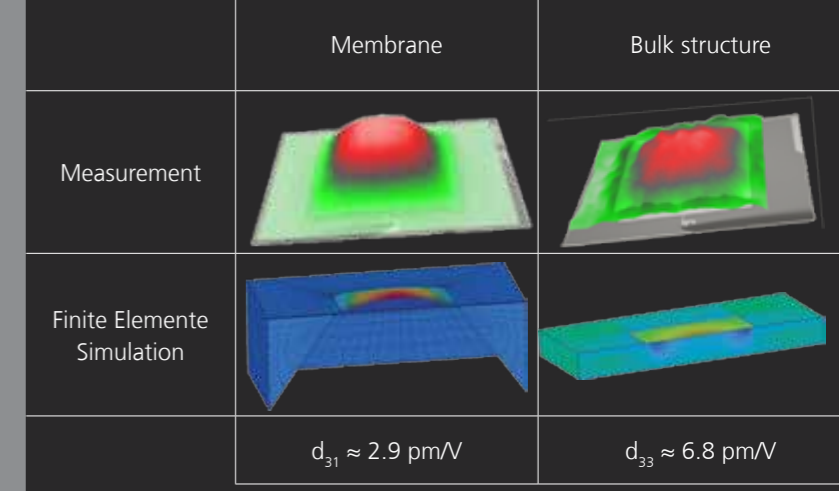 Membrane
Bulk structure
Measurement
Finite Elemente
Simulation
d₃₁ ≈ 2.9 pm/V
d₃₃ ≈ 6.8 pm/V